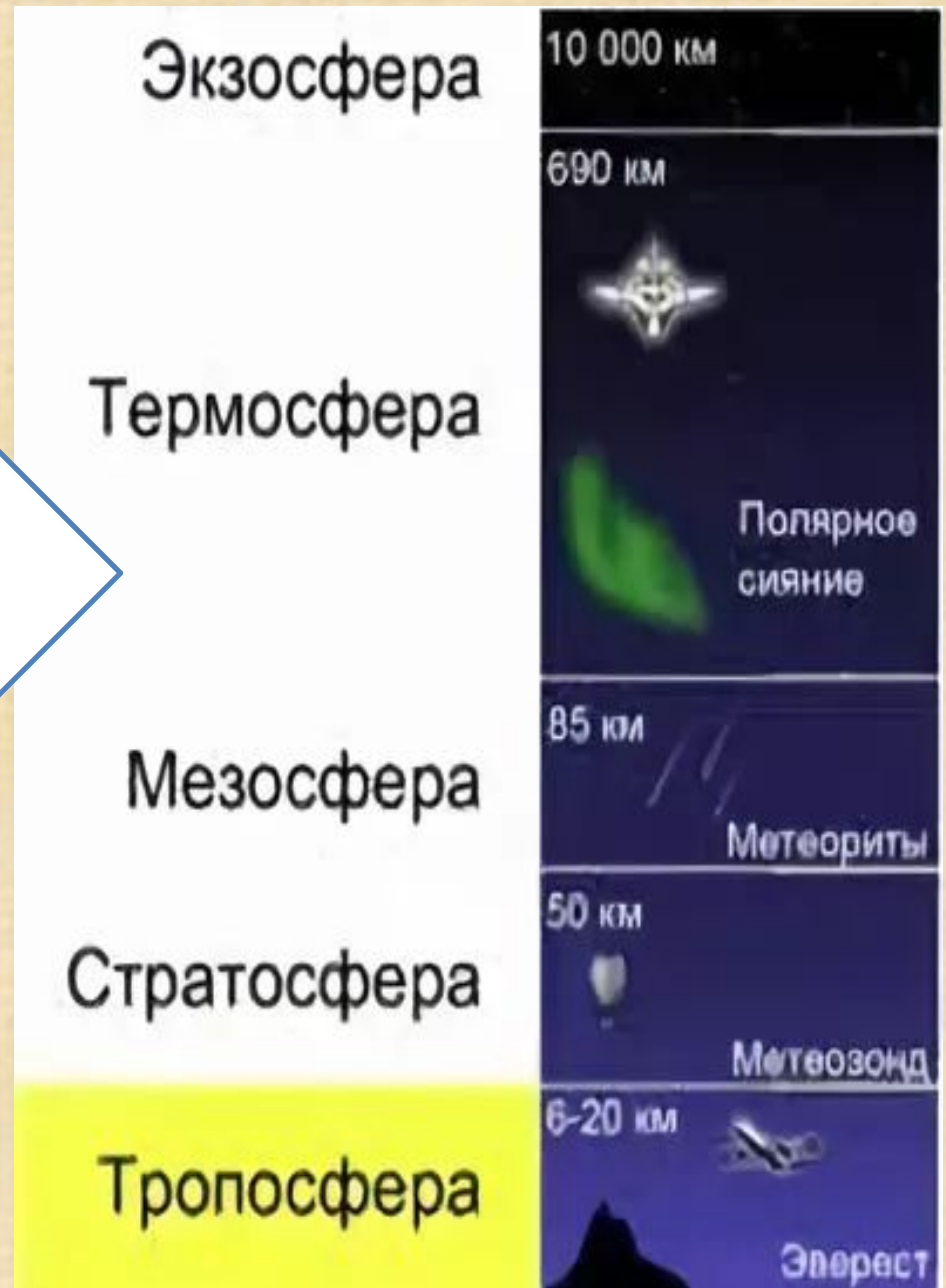 Экзосфера
10 000 км
690 км
Термосфера
Полярное
сияние
85 км
Мезосфера
Метеориты
50 км
Стратосфера
Метеозонд
6-20 км
Тропосфера
Эверест